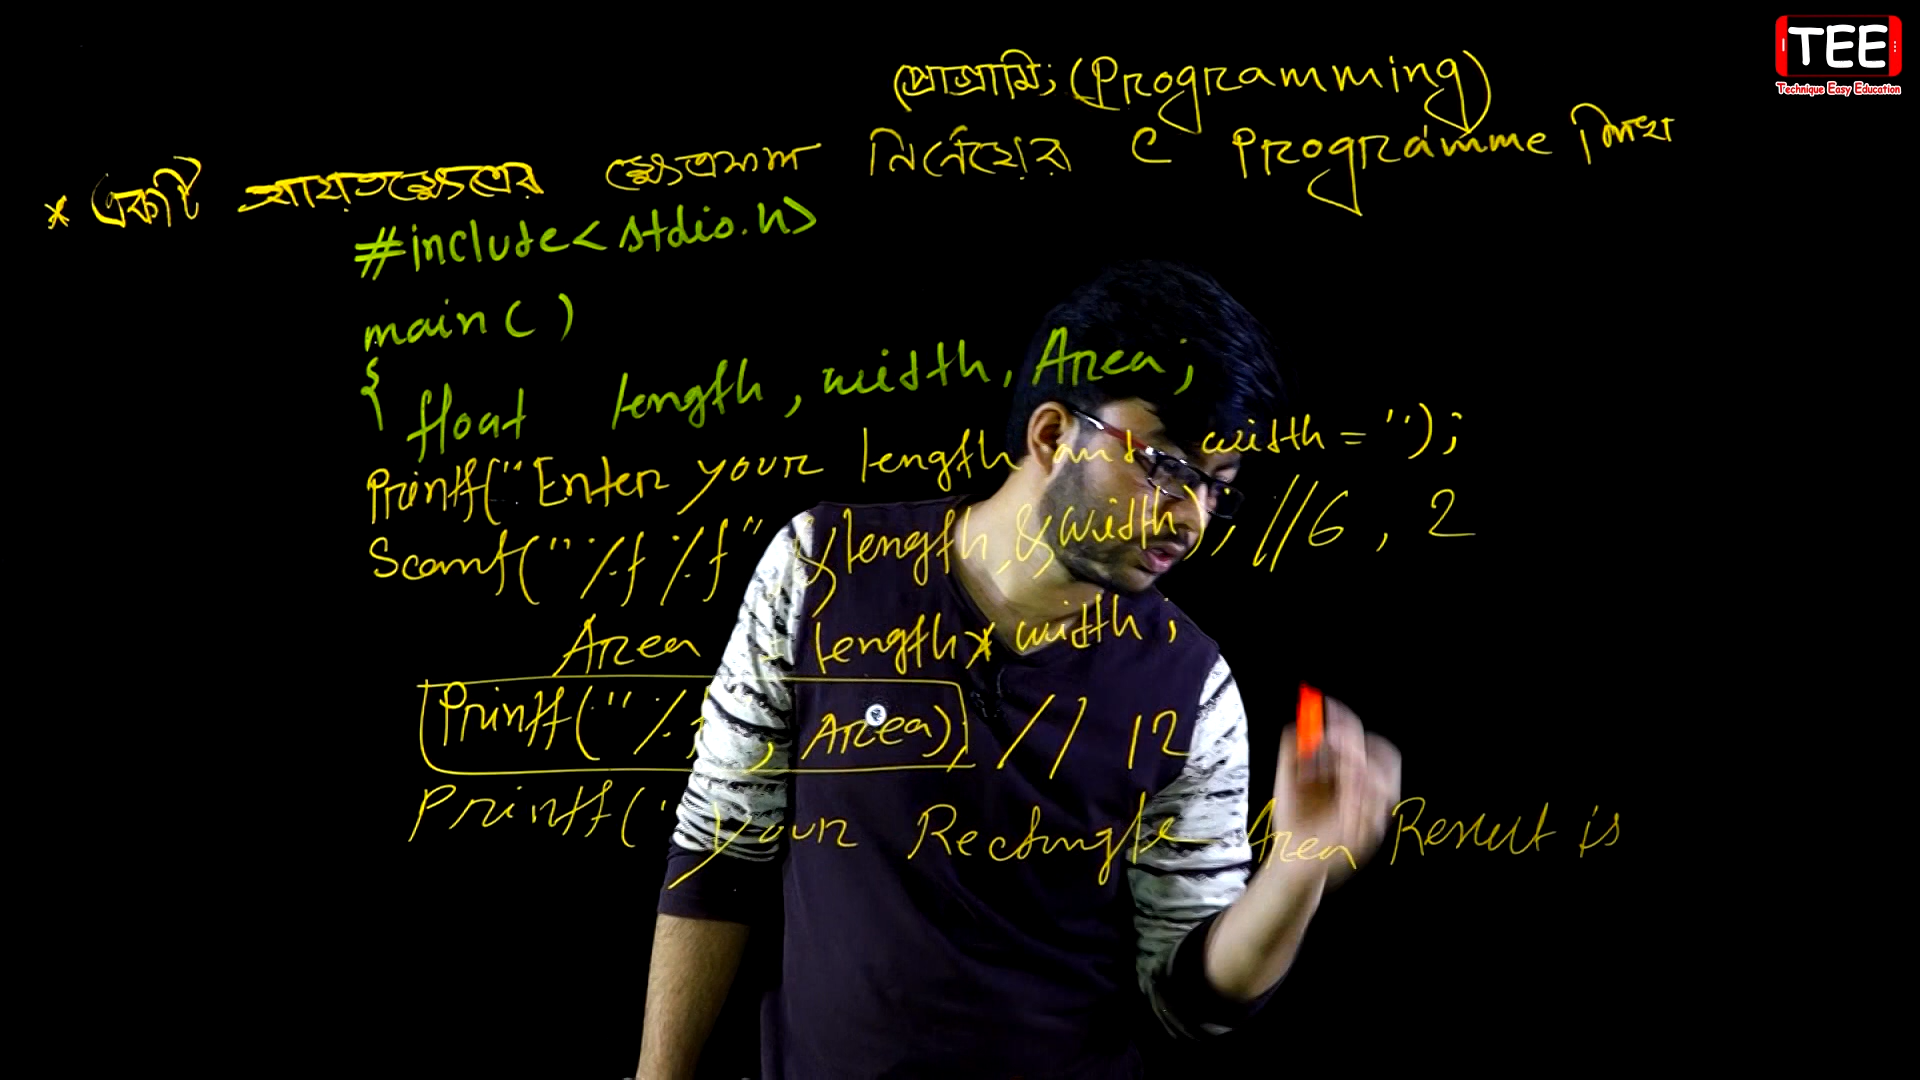 TEE
Technique Easy Education
প্রোগ্রামিং (Programming)
* একটি আয়তক্ষেত্রের ক্ষেত্রফল নির্ণয়ের C Programme লিখ
#include<stdio.h>
main()
{
float length, width, Area;
Printf("Enter your length and width = ");
Scanf("%f %f" &length, &width); //6, 2
Area = length * width;
Printf("%f , Area); // 12
Printf(" your Rectangle Area Result is